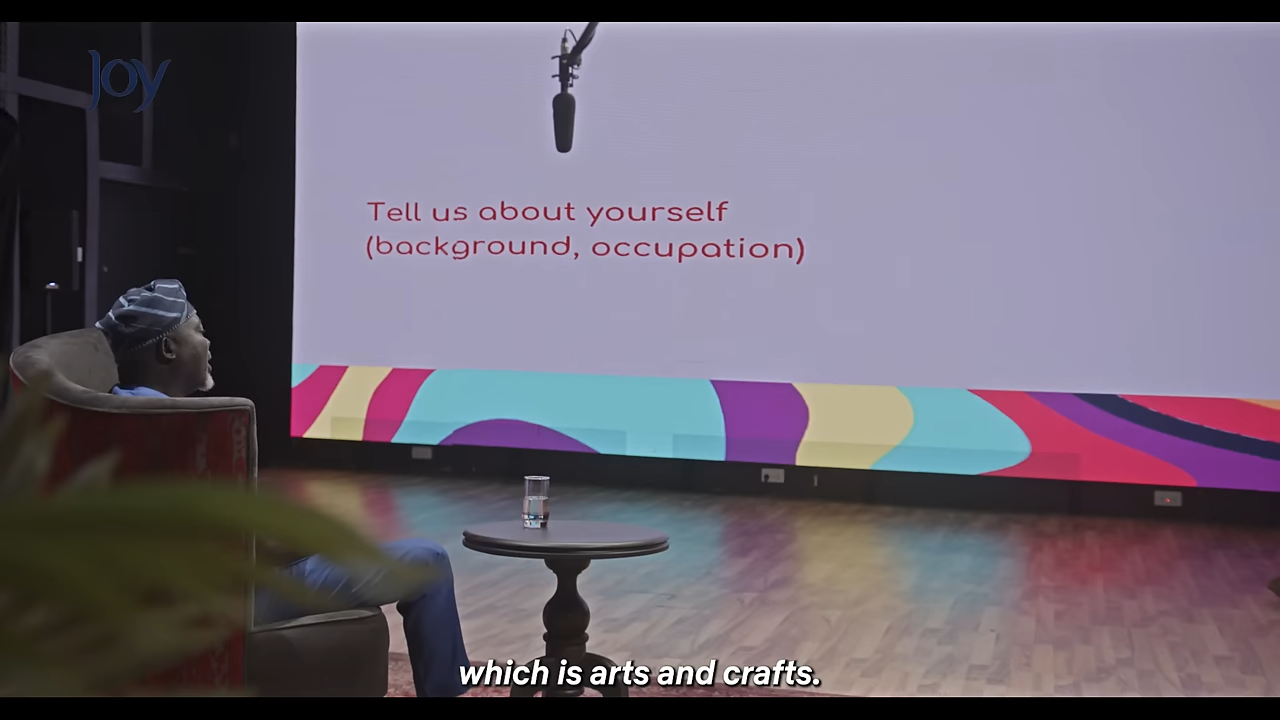 Joy
Tell us about yourself
(background, occupation)
which is arts and crafts.